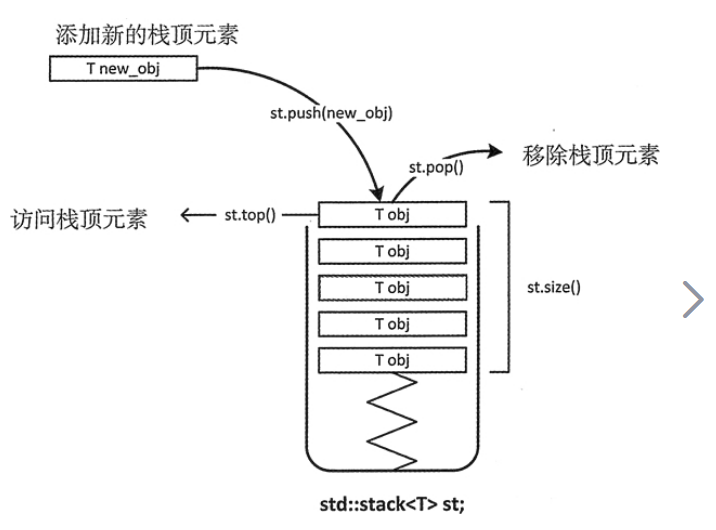 添加新的栈顶元素
T new_obj
st.push(new_obj)
st.pop()
移除栈顶元素
访问栈顶元素
st.top()
T obj
T obj
T obj
T obj
T obj
st.size()
std::stack<T> st;